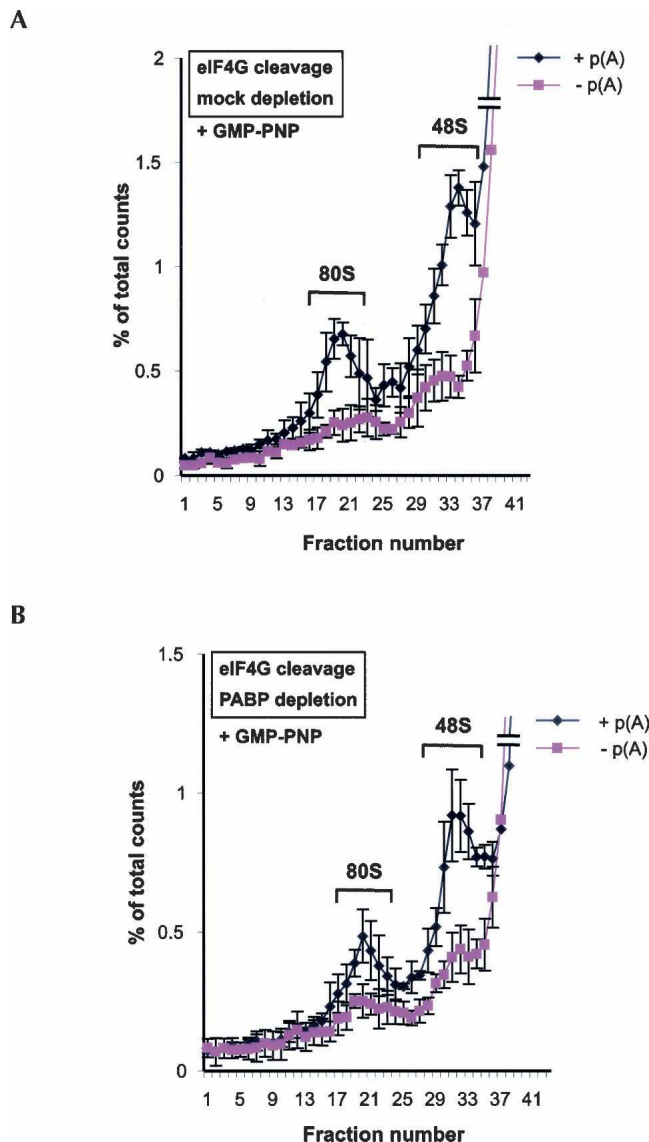 A
eIF4G cleavage
mock depletion
+ GMP-PNP
+ p(A)
- p(A)
48S
80S
2
1.5
1
0.5
0
% of total counts
1 5 9 13 17 21 25 29 33 37 41
Fraction number
B
eIF4G cleavage
PABP depletion
+ GMP-PNP
+ p(A)
- p(A)
48S
80S
1.5
1
0.5
0
% of total counts
1 5 9 13 17 21 25 29 33 37 41
Fraction number